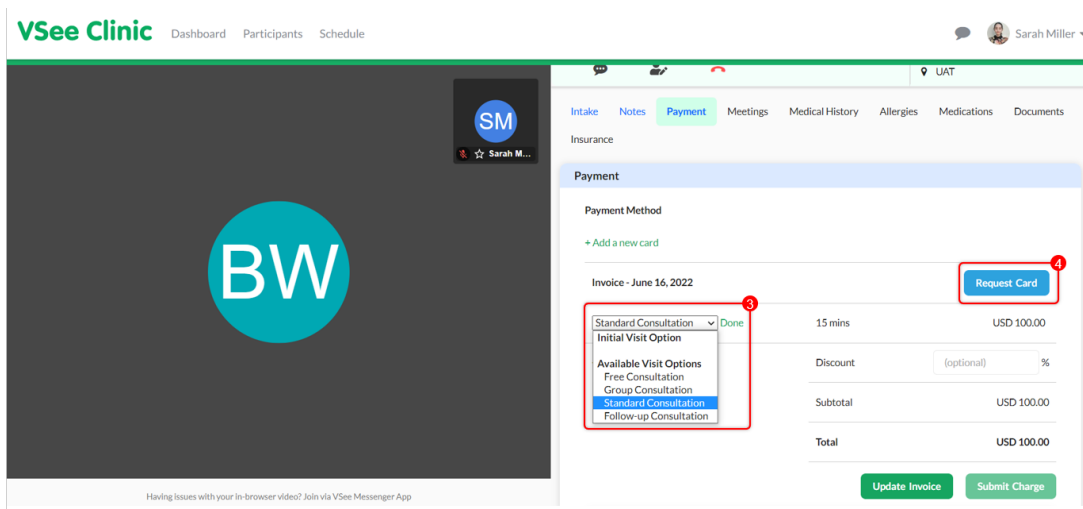 VSee Clinic Dashboard Participants Schedule Sarah Miller
UAT
SM
Sarah M...
BW
Having issues with your in-browser video? Join via VSee Messenger App
Intake Notes Payment Meetings Medical History Allergies Medications Documents
Insurance
Payment
Payment Method
+ Add a new card
4
Invoice - June 16, 2022 Request Card
3
Standard Consultation Done 15 mins USD 100.00
Initial Visit Option
Available Visit Options
Free Consultation
Group Consultation
Standard Consultation
Follow-up Consultation
Discount (optional) %
Subtotal USD 100.00
Total USD 100.00
Update Invoice Submit Charge